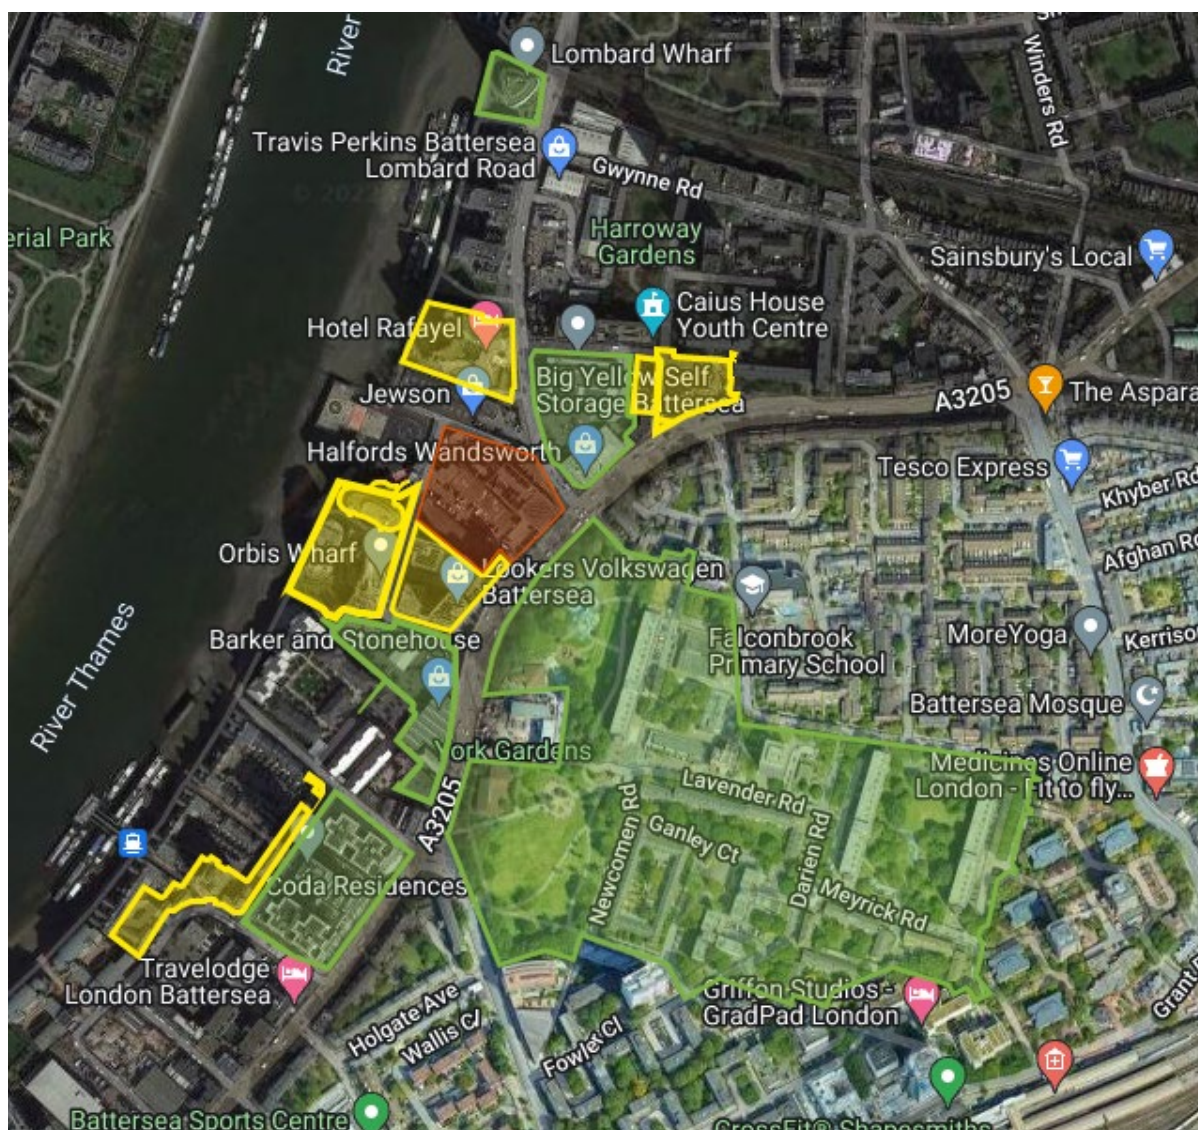 River
Lombard Wharf
Winders Rd
Travis Perkins Battersea
Lombard Road
Gwynne Rd
erial Park
Harroway
Gardens
Sainsbury's Local
Hotel Rafayel
Caius House
Youth Centre
Jewson
Big Yellow Self
Storage Battersea
A3205
The Aspara
Halfords Wandsworth
Tesco Express
Khyber Rd
Orbis Wharf
Afghan Ro
Lookers Volkswagen
Battersea
Barker and Stonehouse
Falconbrook
Primary School
MoreYoga
Kerriso
River Thames
Battersea Mosque
York Gardens
Medicines Online
London - Fit to fly...
A3205
Lavender Rd
Newcomen Rd
Ganley Ct
Darien Rd
Meyrick Rd
Coda Residences
Travelodge
London Battersea
Griffon Studios -
GradPad London
Grant
Holgate Ave
Wallis Cl
Fowler Cl
Battersea Sports Centre
CrossFit® Shapesmiths